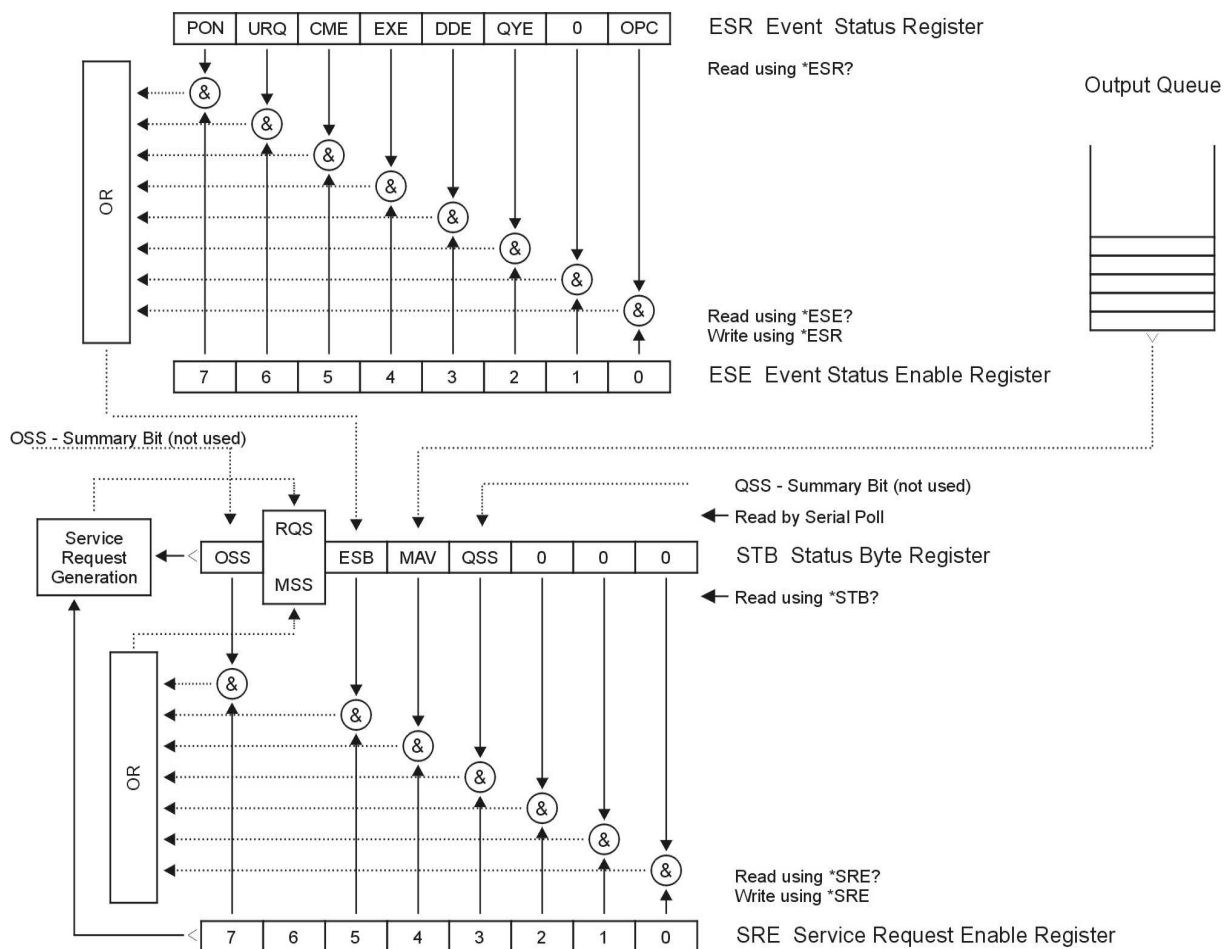 PON URQ CME EXE DDE QYE 0 OPC
ESR Event Status Register
Read using *ESR?
Output Queue
&
&
&
&
&
&
&
&
OR
Read using *ESE?
Write using *ESR
7 6 5 4 3 2 1 0
ESE Event Status Enable Register
OSS - Summary Bit (not used)
QSS - Summary Bit (not used)
Read by Serial Poll
Service
Request
Generation
OSS RQS MSS ESB MAV QSS 0 0 0
STB Status Byte Register
Read using *STB?
&
&
&
&
&
&
&
OR
Read using *SRE?
Write using *SRE
7 6 5 4 3 2 1 0
SRE Service Request Enable Register